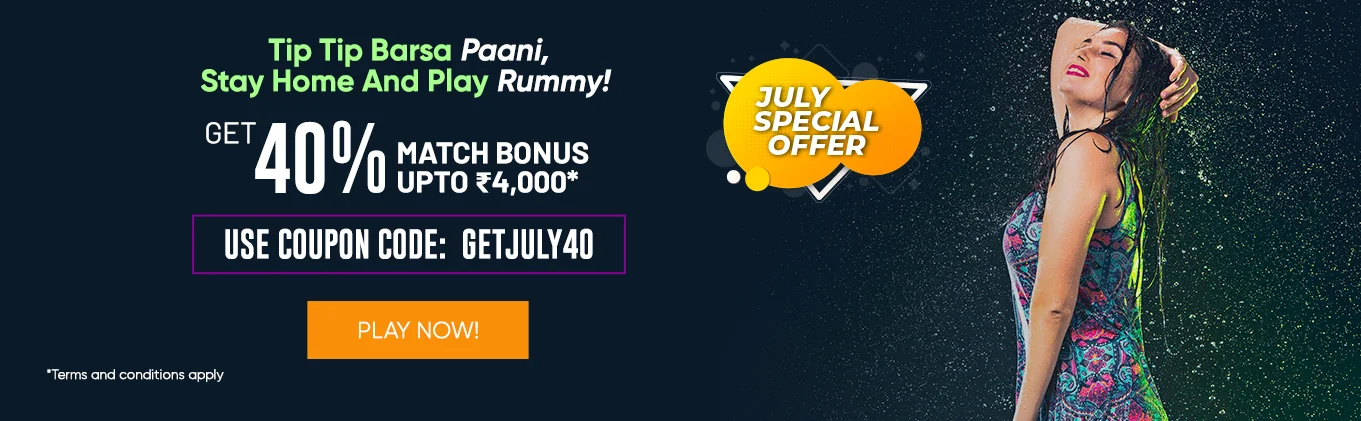 Tip Tip Barsa Paani,
Stay Home And Play Rummy!
GET 40% MATCH BONUS
UPTO ₹4,000*
USE COUPON CODE: GETJULY40
PLAY NOW!
*Terms and conditions apply
JULY
SPECIAL
OFFER